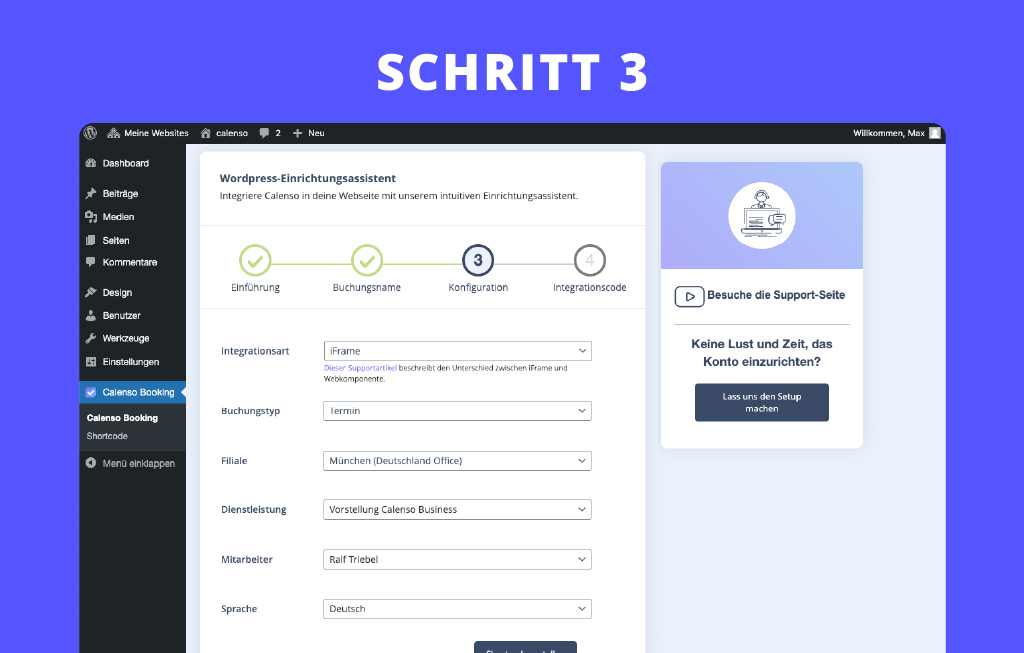 SCHRITT 3
Meine Websites
calenso
2
Neu
Willkommen, Max
Dashboard
Beiträge
Medien
Seiten
Kommentare
Design
Benutzer
Werkzeuge
Einstellungen
Calenso Booking
Calenso Booking
Shortcode
Menü einklappen
Wordpress-Einrichtungsassistent
Integriere Calenso in deine Webseite mit unserem intuitiven Einrichtungsassistent.
3
4
Einführung
Buchungsname
Konfiguration
Integrationscode
Integrationsart
iFrame
Dieser Supportartikel beschreibt den Unterschied zwischen iFrame und
Webkomponente.
Buchungstyp
Termin
Filiale
München (Deutschland Office)
Dienstleistung
Vorstellung Calenso Business
Mitarbeiter
Ralf Triebel
Sprache
Deutsch
Besuche die Support-Seite
Keine Lust und Zeit, das
Konto einzurichten?
Lass uns den Setup
machen